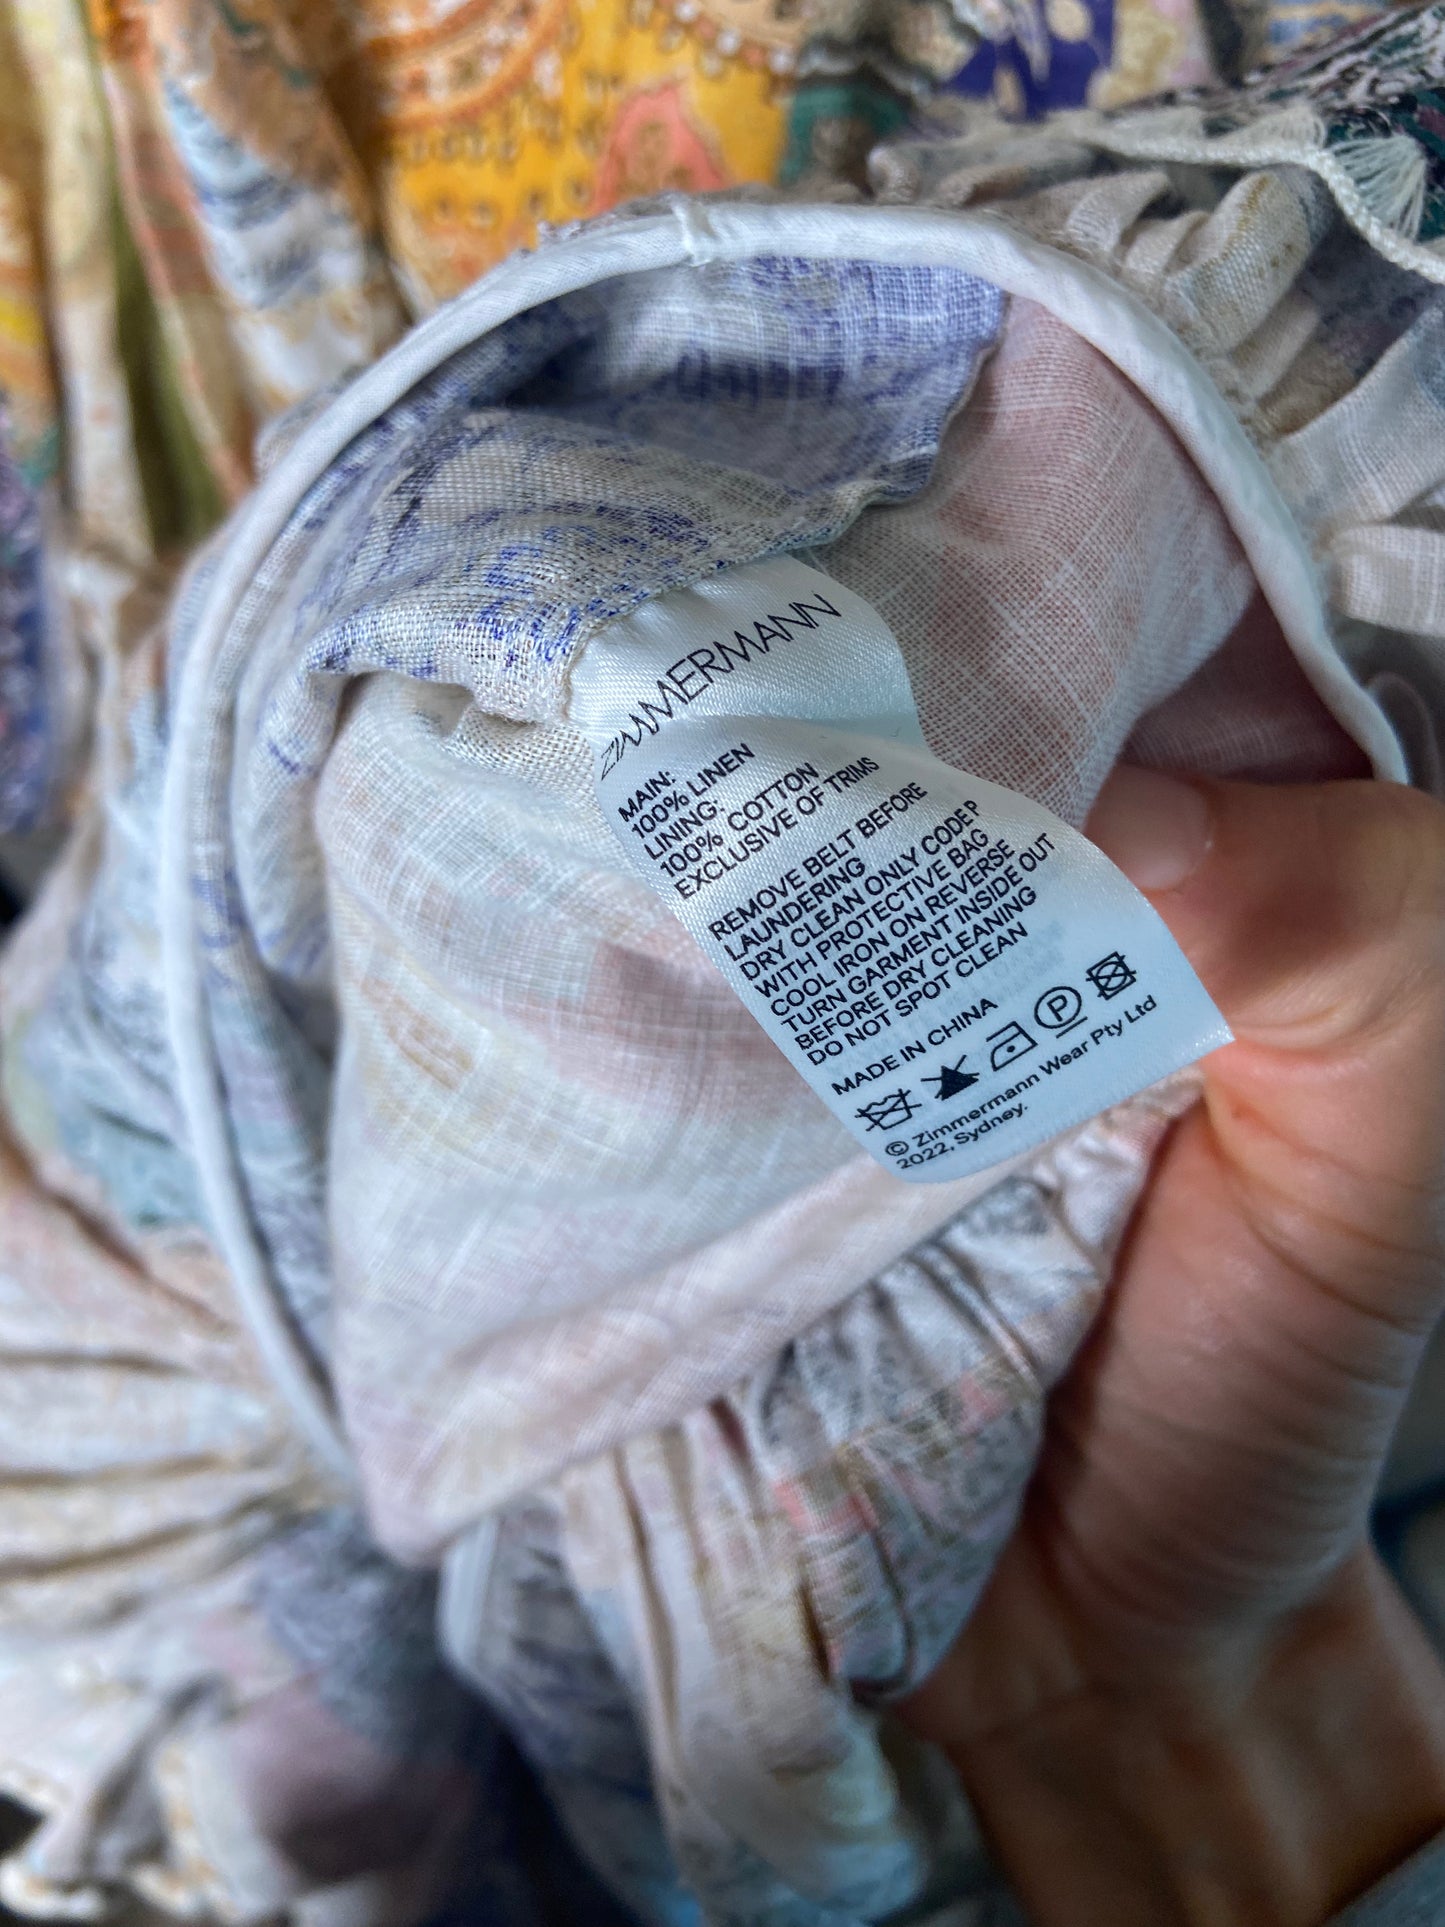 ZIMMERMANN
MAIN:
100% LINEN
LINING:
100% COTTON
EXCLUSIVE OF TRIMS
REMOVE BELT BEFORE
LAUNDERING
DRY CLEAN ONLY CODE P
WITH PROTECTIVE BAG
COOL IRON ON REVERSE
TURN GARMENT INSIDE OUT
BEFORE DRY CLEANING
DO NOT SPOT CLEAN
MADE IN CHINA
P
© Zimmermann Wear Pty Ltd
2022, Sydney.